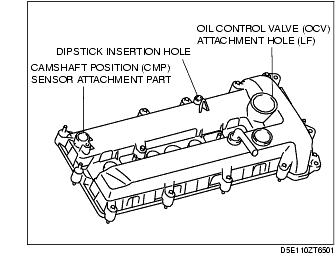 OIL CONTROL VALVE (OCV)
ATTACHMENT HOLE (LF)
DIPSTICK INSERTION HOLE
CAMSHAFT POSITION (CMP)
SENSOR ATTACHMENT PART
D5E110ZT6501